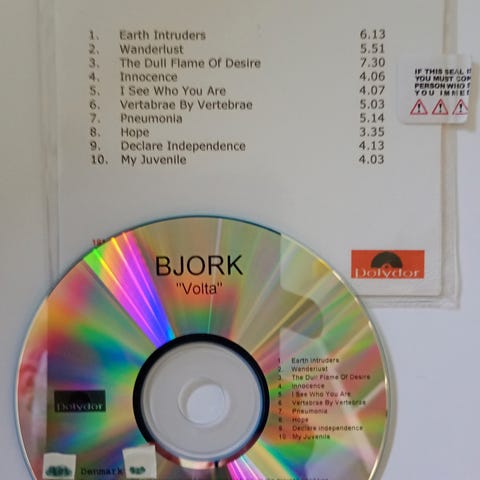 1. Earth Intruders 6.13
2. Wanderlust 5.51
3. The Dull Flame Of Desire 7.30
4. Innocence 4.06
5. I See Who You Are 4.07
6. Vertabrae By Vertebrae 5.03
7. Pneumonia 5.14
8. Hope 3.35
9. Declare Independence 4.13
10. My Juvenile 4.03
IF THIS SEAL
YOU MUST
PERSON WHO
YOU
Polydor
BJORK
"Volta"
1. Earth Intruders
2. Wanderlust
3. The Dull Flame Of Desire
4. Innocence
5. I See Who You Are
6. Vertabrae By Vertebrae
7. Pneumonia
8. Hope
9. Declare Independence
10. My Juvenile
Polydor
Denmark